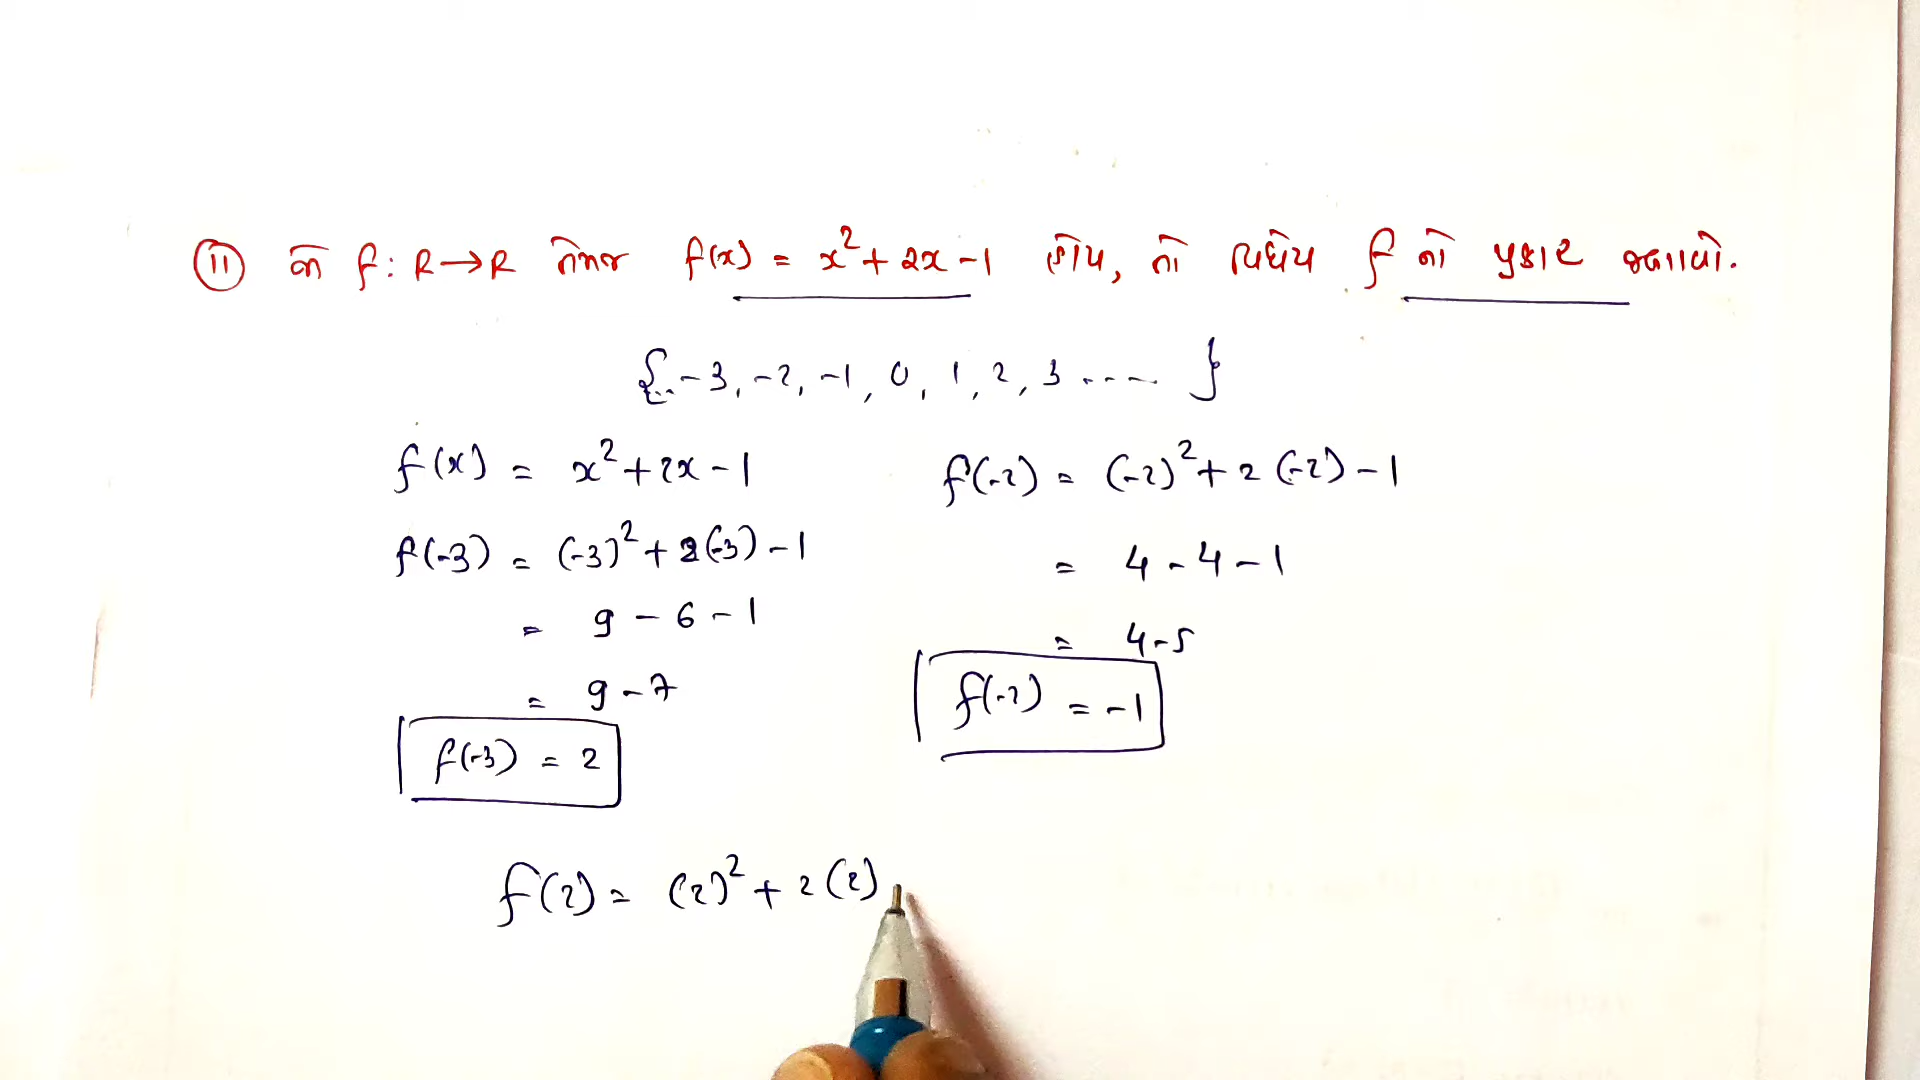 11 જો f: R→R તેમજ f(x) = x² + 2x - 1 હોય, તો વિધેય f નો પ્રકાર જણાવો.
{..-3, -2, -1, 0, 1, 2, 3 ..... }
f(x) = x² + 2x - 1
f(-3) = (-3)² + 2(-3) - 1
= 9 - 6 - 1
= 9 - 7
f(-3) = 2
f(-2) = (-2)² + 2(-2) - 1
= 4 - 4 - 1
= 4 - 5
f(-2) = -1
f(2) = (2)² + 2(2)